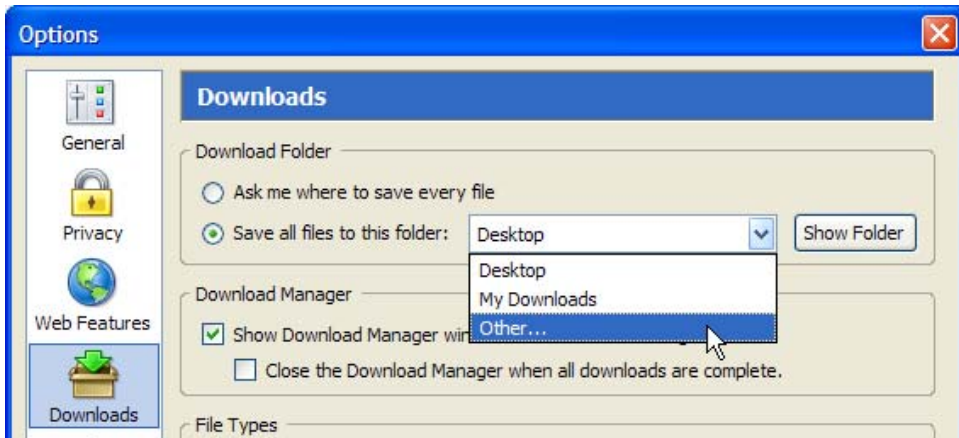 Options
General
Privacy
Web Features
Downloads
Downloads
Download Folder
Ask me where to save every file
Save all files to this folder: Desktop Show Folder
Desktop
My Downloads
Other...
Download Manager
Show Download Manager
Close the Download Manager when all downloads are complete.
File Types